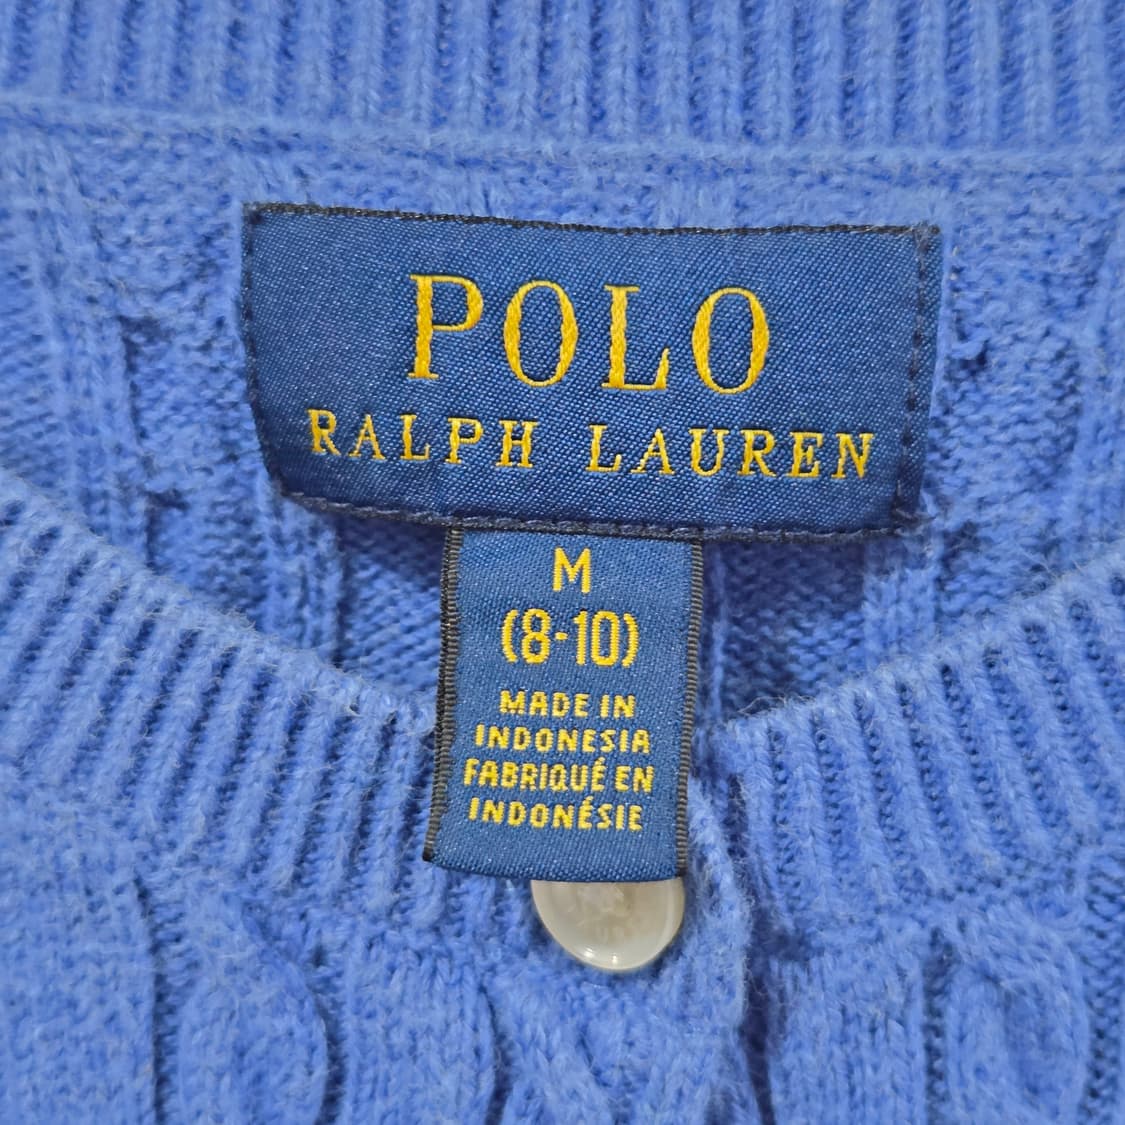 POLO
RALPH LAUREN
M
(8-10)
MADE IN
INDONESIA
FABRIQUÉ EN
INDONÉSIE